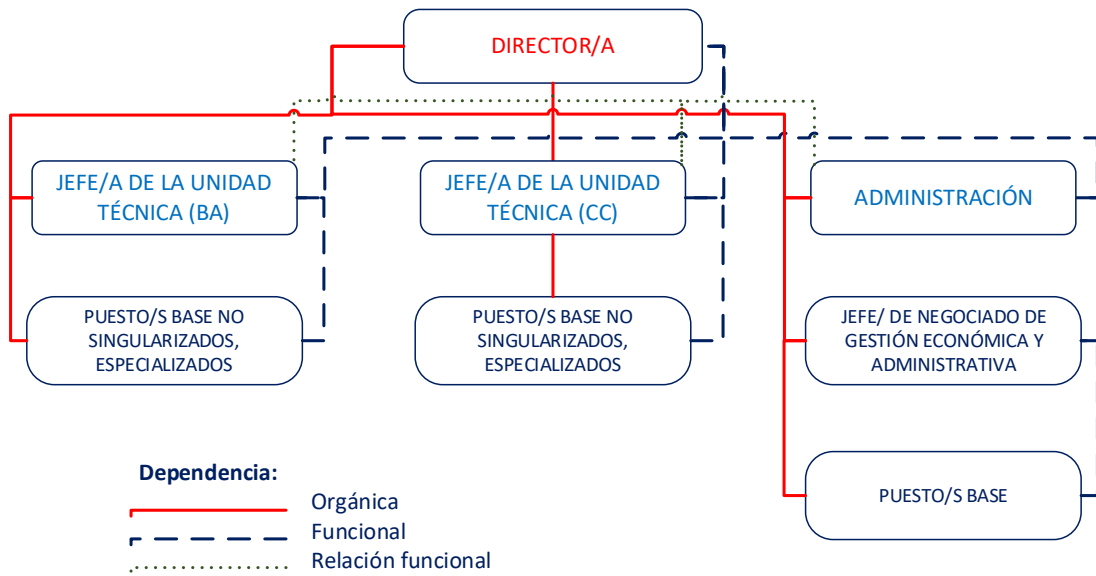 DIRECTOR/A
JEFE/A DE LA UNIDAD
TÉCNICA (BA)
JEFE/A DE LA UNIDAD
TÉCNICA (CC)
ADMINISTRACIÓN
PUESTO/S BASE NO
SINGULARIZADOS,
ESPECIALIZADOS
PUESTO/S BASE NO
SINGULARIZADOS,
ESPECIALIZADOS
JEFE/ DE NEGOCIADO DE
GESTIÓN ECONÓMICA Y
ADMINISTRATIVA
PUESTO/S BASE
Dependencia:
Orgánica
Funcional
Relación funcional